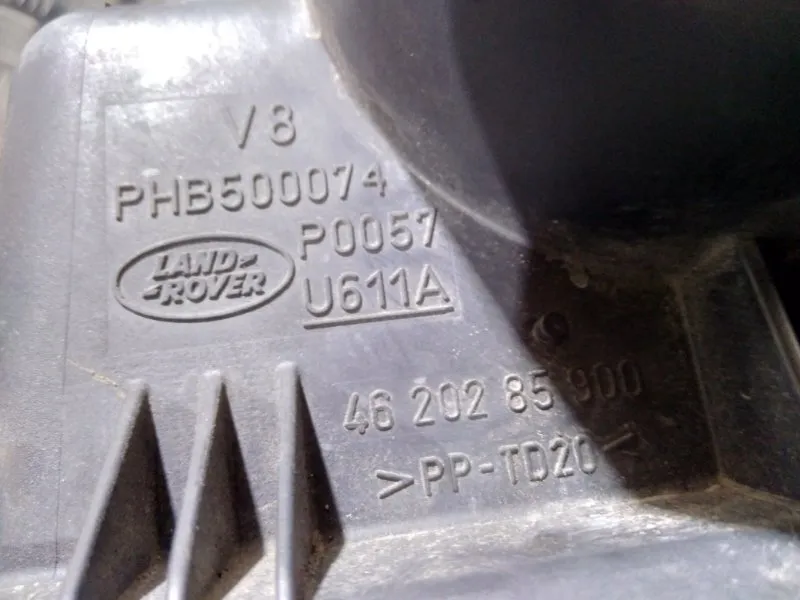 V8
PHB500074
P0057
LAND
ROVER
U611A
46 202 85 900
>PP-TD20<